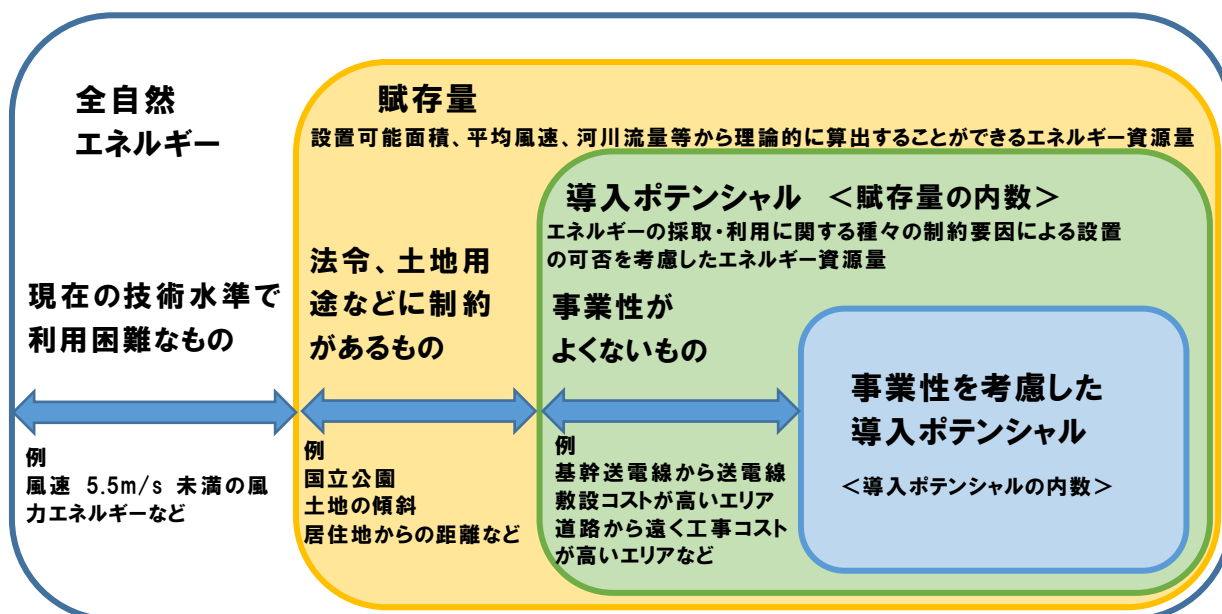 全自然
エネルギー
賦存量
設置可能面積、平均風速、河川流量等から理論的に算出することができるエネルギー資源量
導入ポテンシャル <賦存量の内数>
エネルギーの採取・利用に関する種々の制約要因による設置
の可否を考慮したエネルギー資源量
現在の技術水準で
利用困難なもの
法令、土地用
途などに制約
があるもの
事業性が
よくないもの
事業性を考慮した
導入ポテンシャル
<導入ポテンシャルの内数>
例
風速 5.5m/s 未満の風
力エネルギーなど
例
国立公園
土地の傾斜
居住地からの距離など
例
基幹送電線から送電線
敷設コストが高いエリア
道路から遠く工事コスト
が高いエリアなど